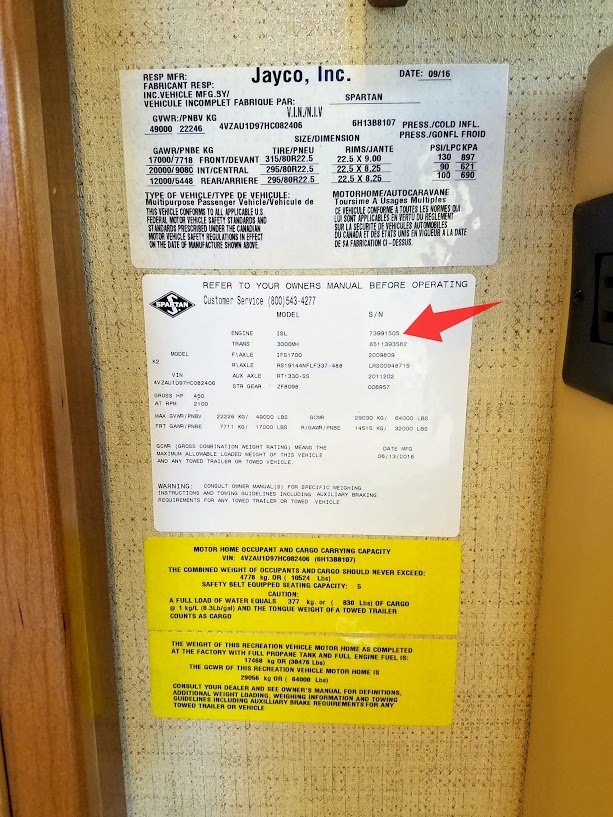 RESP MFR: Jayco, Inc. DATE: 09/16
FABRICANT RESP:
INC.VEHICLE MFG.BY/ SPARTAN
VEHICULE INCOMPLET FABRIQUE PAR:
V.I.N./N.I.V
GVWR/PNBV KG 4VZAU1D97HC082406 6H13B8107 PRESS./COLD INFL.
49000 22246 PRESS./GONFL FROID
SIZE/DIMENSION
GAWR/PNBE KG TIRE/PNEU RIMS/JANTE PSI/LPC KPA
17000/7718 FRONT/DEVANT 315/80R22.5 22.5 X 9.00 130 897
20000/9080 INT/CENTRAL 295/80R22.5 22.5 X 8.25 90 621
12000/5448 REAR/ARRIERE 295/80R22.5 22.5 X 8.25 100 690
TYPE OF VEHICLE/TYPE DE VEHICULE: MOTORHOME/AUTOCARAVANE
Multipurpose Passenger Vehicle/Vehicule de Toursime A Usages Multiples
THIS VEHICLE CONFORMS TO ALL APPLICABLE U.S.
FEDERAL MOTOR VEHICLE SAFETY STANDARDS AND
STANDARDS PRESCRIBED UNDER THE CANADIAN
MOTOR VEHICLE SAFETY REGULATIONS IN EFFECT
ON THE DATE OF MANUFACTURE SHOWN ABOVE.
CE VEHICULE CONFORME A TOUTES LES NORMES QUI
LUI SONT APPLICABLES EN VERTU DU REGLEMENT
SUR LA SECURITE DE VEHICULES AUTOMOBILES
DU CANADA ET DES ETATS UNIS EN VIGUEUR A LA DATE
DE SA FABRICATION CI - DESSUS.
REFER TO YOUR OWNERS MANUAL BEFORE OPERATING
SPARTAN Customer Service (800)543-4277
MODEL S/N
ENGINE ISL 73991505
TRANS 3000MH 6511393582
MODEL F\AXLE IFS1700 2009809
K2 R\AXLE RS19144NFLF337-488 LRS00948715
VIN AUX AXLE RT1330-SS 2011202
4VZAU1D97HC082406 STR GEAR ZF8098 006957
GROSS HP 450
AT RPM 2100
MAX GVWR/PNBV 22226 KG/ 49000 LBS GCWR 29030 KG/ 64000 LBS
FRT GAWR/PNBE 7711 KG/ 17000 LBS R/GAWR/PNBE 14515 KG/ 32000 LBS
GCWR (GROSS COMBINATION WEIGHT RATING) MEANS THE
MAXIMUM ALLOWABLE LOADED WEIGHT OF THIS VEHICLE
AND ANY TOWED TRAILER OR TOWED VEHICLE.
DATE MFG
06/13/2016
WARNING: CONSULT OWNER MANUAL(S) FOR SPECIFIC WEIGHING
INSTRUCTIONS AND TOWING GUIDELINES INCLUDING AUXILIARY BRAKING
REQUIREMENTS FOR ANY TOWED TRAILER OR TOWED VEHICLE
MOTOR HOME OCCUPANT AND CARGO CARRYING CAPACITY
VIN: 4VZAU1D97HC082406 (6H13B8107)
THE COMBINED WEIGHT OF OCCUPANTS AND CARGO SHOULD NEVER EXCEED:
4778 kg. OR ( 10524 Lbs)
SAFETY BELT EQUIPPED SEATING CAPACITY: 5
CAUTION:
A FULL LOAD OF WATER EQUALS 377 kg. or ( 830 Lbs) OF CARGO
@ 1 kg/L (8.3Lb/gal) AND THE TONGUE WEIGHT OF A TOWED TRAILER
COUNTS AS CARGO
THE WEIGHT OF THIS RECREATION VEHICLE MOTOR HOME AS COMPLETED
AT THE FACTORY WITH FULL PROPANE TANK AND FULL ENGINE FUEL IS:
17468 kg OR (38476 Lbs)
THE GCWR OF THIS RECREATION VEHICLE MOTOR HOME IS
29056 kg OR ( 64000 Lbs)
CONSULT YOUR DEALER AND SEE OWNER'S MANUAL FOR DEFINITIONS,
ADDITIONAL WEIGHT LOADING, WEIGHING INFORMATION AND TOWING
GUIDELINES INCLUDING AUXILLIARY BRAKE REQUIREMENTS FOR ANY
TOWED TRAILER OR VEHICLE